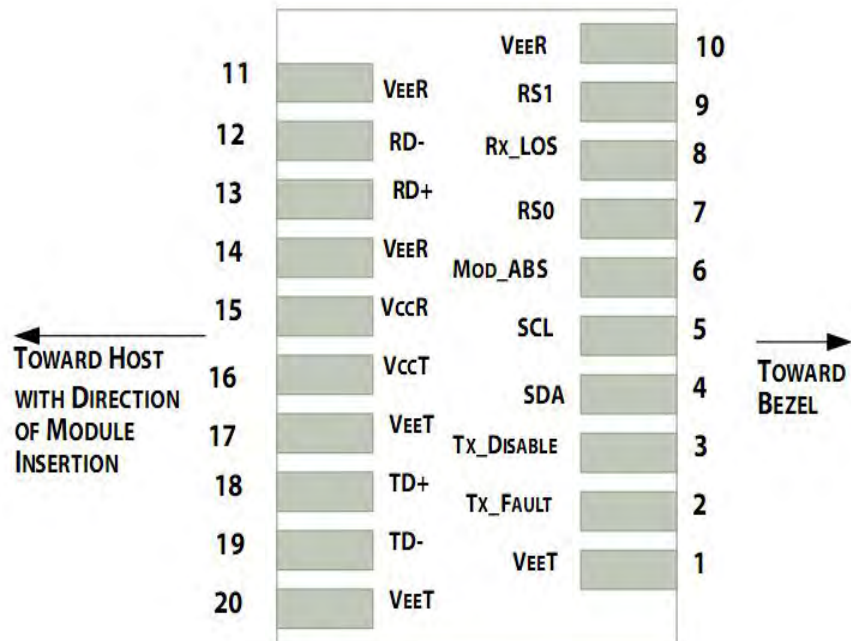 VEER
10
11
VEER
RS1
9
12
RD-
RX_LOS
8
13
RD+
RS0
7
14
VEER
MOD_ABS
6
15
VCCR
SCL
5
TOWARD HOST
WITH DIRECTION
OF MODULE
INSERTION
16
VCCT
SDA
4
TOWARD
BEZEL
17
VEET
TX_DISABLE
3
18
TD+
TX_FAULT
2
19
TD-
VEET
1
20
VEET